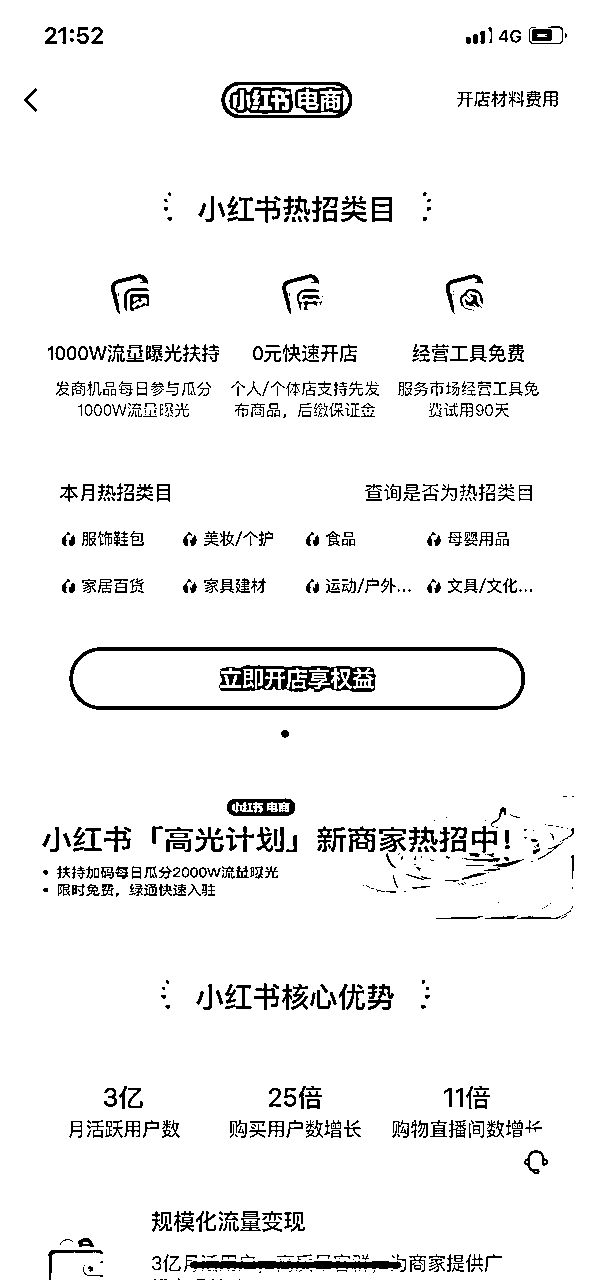 21:52
4G
小红书 电商
开店材料费用
小红书热招类目
1000W流量曝光扶持
0元快速开店
经营工具免费
发商机品每日参与瓜分
1000W流量曝光
个人/个体店支持先发
布商品，后缴保证金
服务市场经营工具免
费试用90天
本月热招类目
查询是否为热招类目
服饰鞋包
美妆/个护
食品
母婴用品
家居百货
家具建材
运动/户外...
文具/文化...
立即开店享权益
小红书 电商
小红书「高光计划」新商家热招中！
• 扶持加码每日瓜分2000W流量曝光
• 限时免费，绿通快速入驻
小红书核心优势
3亿
25倍
11倍
月活跃用户数
购买用户数增长
购物直播间数增长
规模化流量变现
3亿月活用户，高质量客群，为商家提供广